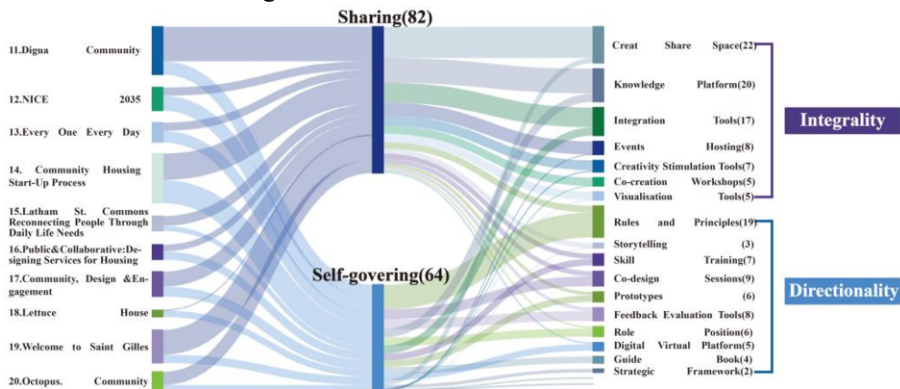 Sharing(82)
11.Digua Community
12.NICE 2035
13.Every One Every Day
14. Community Housing
Start-Up Process
15.Latham St. Commons
Reconnecting People Through
Daily Life Needs
16.Public&Collaborative:De-
signing Services for Housing
17.Community, Design &En-
gagement
18.Lettuce House
19.Welcome to Saint Gilles
20.Octopus. Community
Self-govering(64)
Creat Share Space(22)
Knowledge Platform(20)
Integration
Tools(17)
Events
Hosting(8)
Creativity Stimulation Tools(7)
Co-creation Workshops(5)
Visualisation
Tools(5)
Rules and Principles(19)
Storytelling (3)
Skill
Training(7)
Co-design
Sessions(9)
Prototypes (6)
Feedback Evaluation Tools(8)
Role
Position(6)
Digital Virtual Platform(5)
Guide
Book(4)
Strategic Framework(2)
Integrality
Directionality